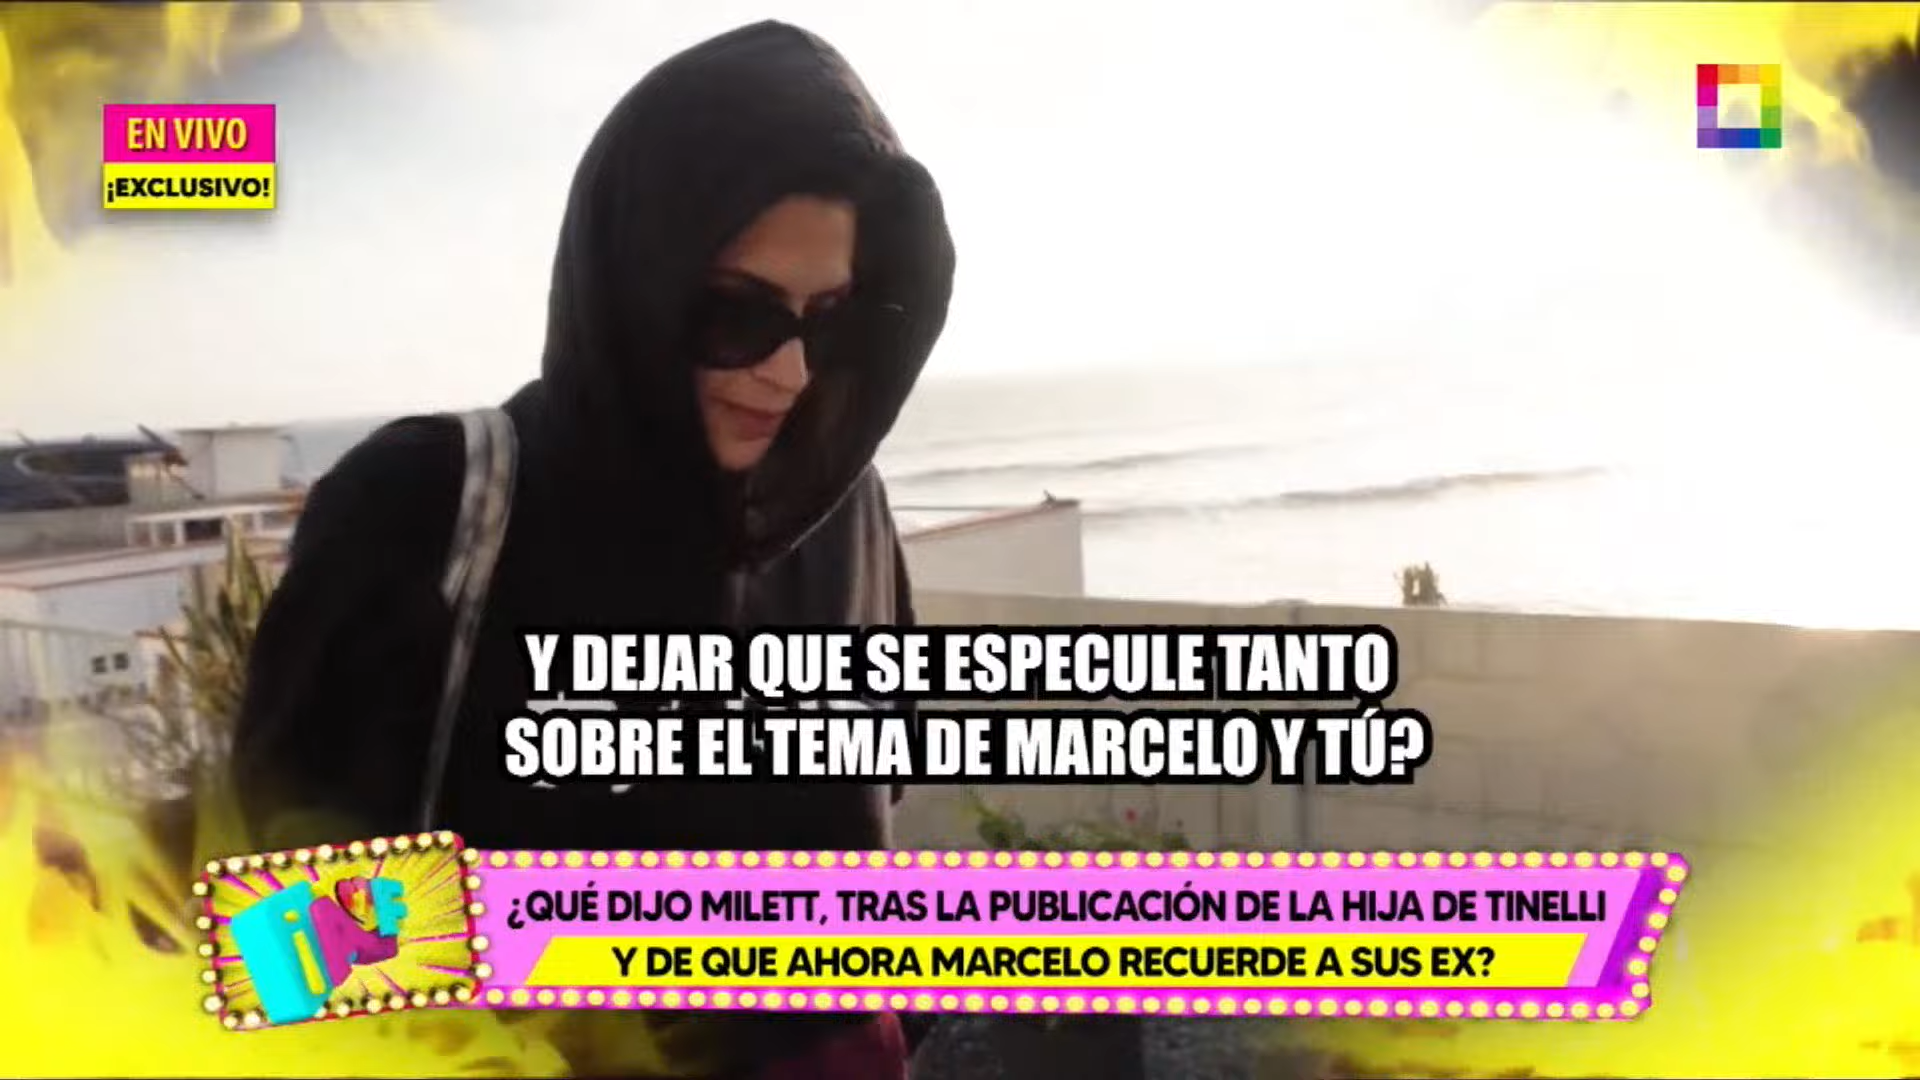 EN VIVO
¡EXCLUSIVO!
Y DEJAR QUE SE ESPECULE TANTO
SOBRE EL TEMA DE MARCELO Y TÚ?
¿QUÉ DIJO MILETT, TRAS LA PUBLICACIÓN DE LA HIJA DE TINELLI
Y DE QUE AHORA MARCELO RECUERDE A SUS EX?